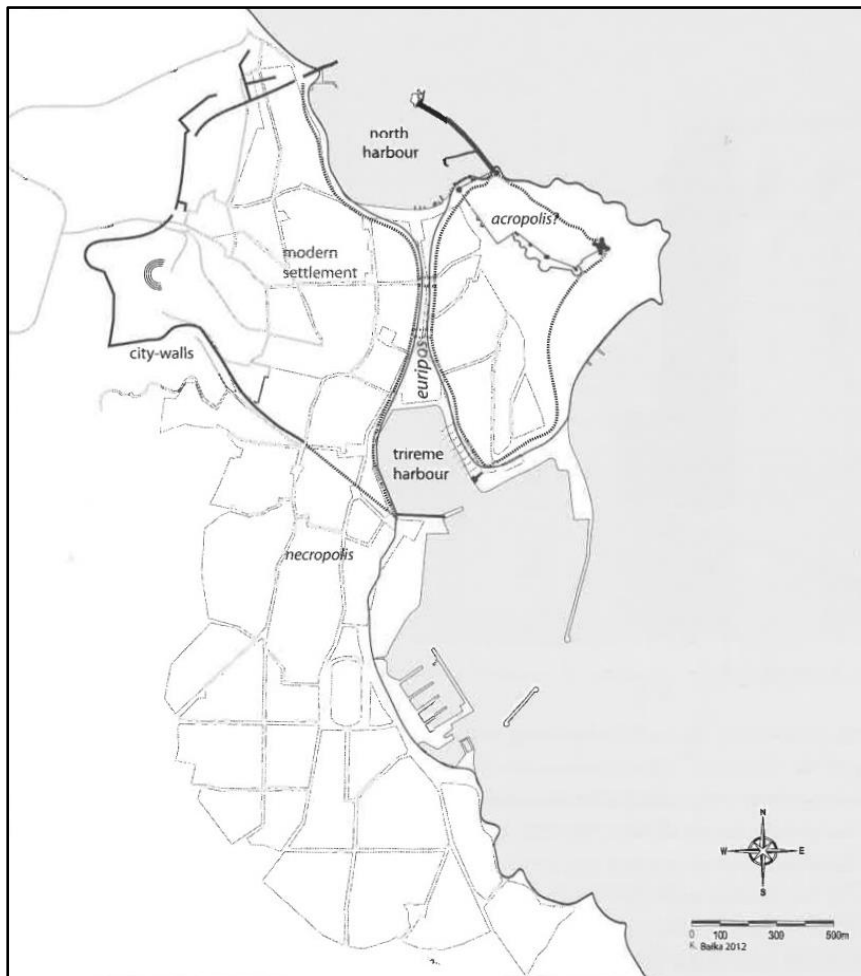 north
harbour
acropolis?
modern
settlement
euripos
city-walls
trireme
harbour
necropolis
N
W E
S
0 100 300 500m
K. Baika 2012